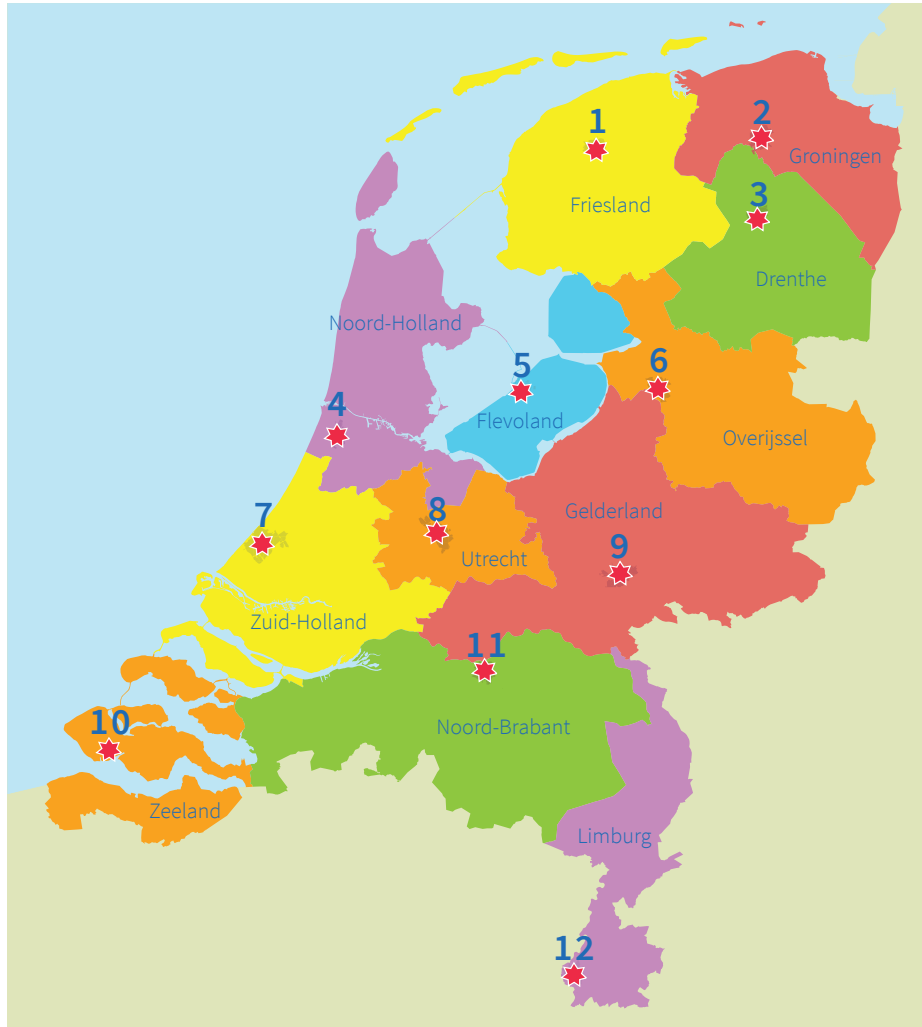 1
2
Groningen
3
Friesland
Drenthe
Noord-Holland
5
6
4
Flevoland
Overijssel
7
8
Gelderland
9
Utrecht
Zuid-Holland
11
10
Noord-Brabant
Zeeland
Limburg
12